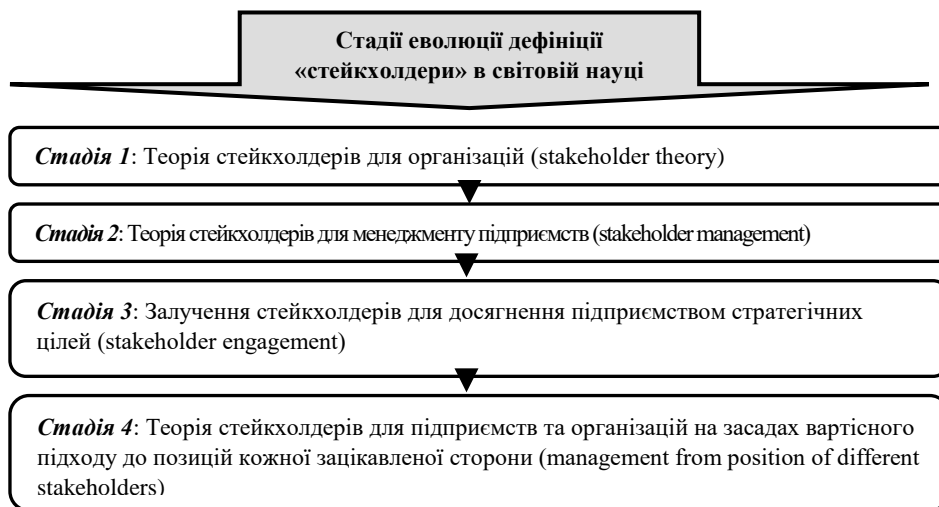 Стадії еволюції дефініції
«стейкхолдери» в світовій науці
Стадія 1: Теорія стейкхолдерів для організацій (stakeholder theory)
Стадія 2: Теорія стейкхолдерів для менеджменту підприємств (stakeholder management)
Стадія 3: Залучення стейкхолдерів для досягнення підприємством стратегічних
цілей (stakeholder engagement)
Стадія 4: Теорія стейкхолдерів для підприємств та організацій на засадах вартісного
підходу до позицій кожної зацікавленої сторони (management from position of different
stakeholders)